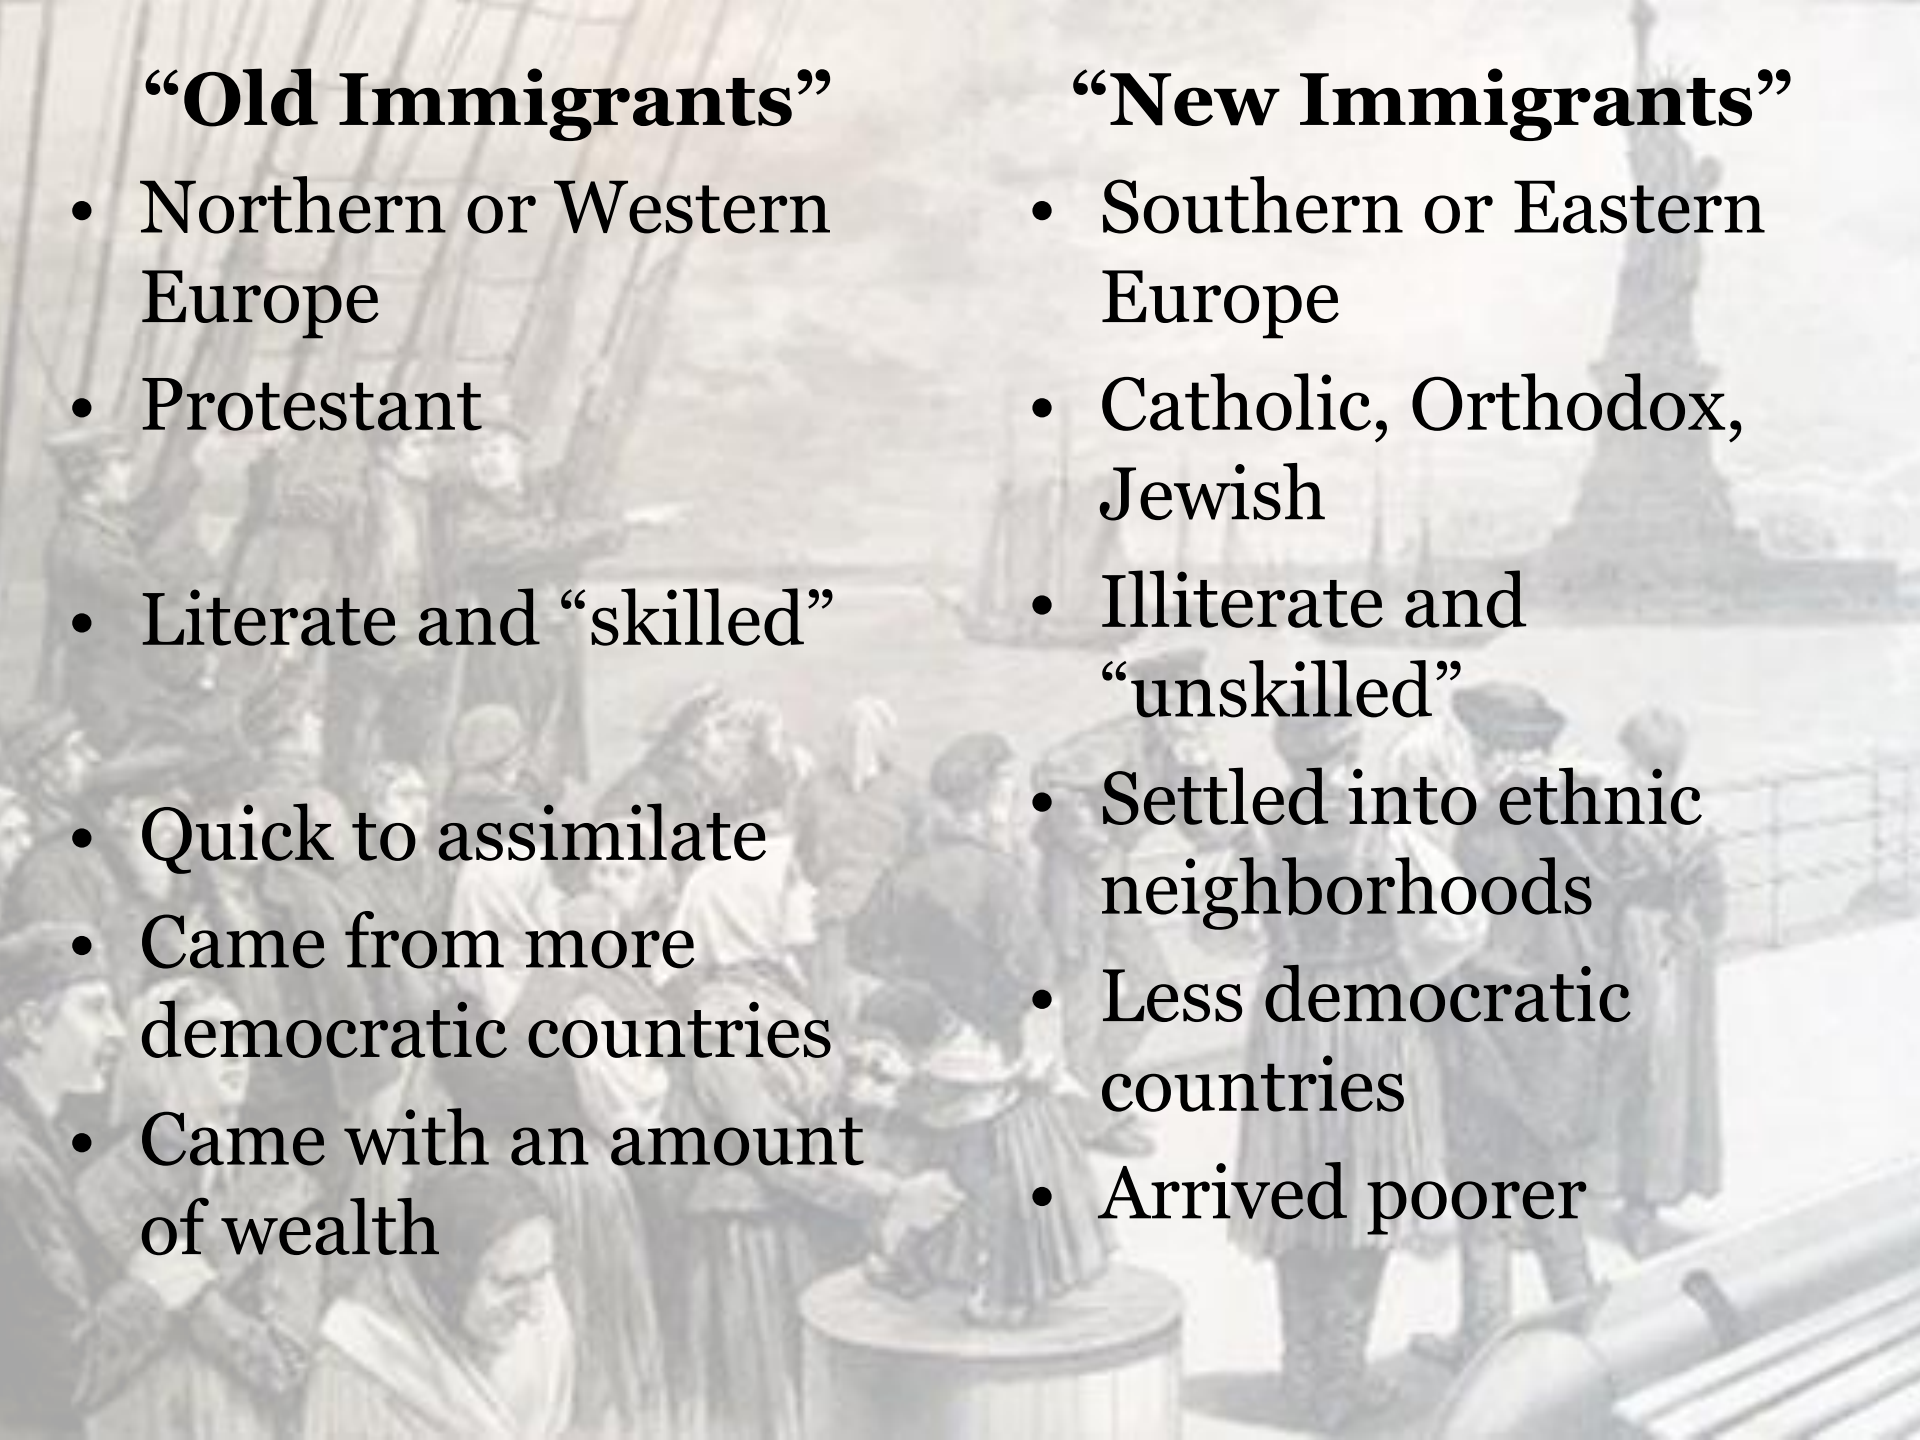 “Old Immigrants”
• Northern or Western
Europe
• Protestant
• Literate and “skilled”
• Quick to assimilate
• Came from more
democratic countries
• Came with an amount
of wealth
“New Immigrants”
• Southern or Eastern
Europe
• Catholic, Orthodox,
Jewish
• Illiterate and
“unskilled”
• Settled into ethnic
neighborhoods
• Less democratic
countries
• Arrived poorer